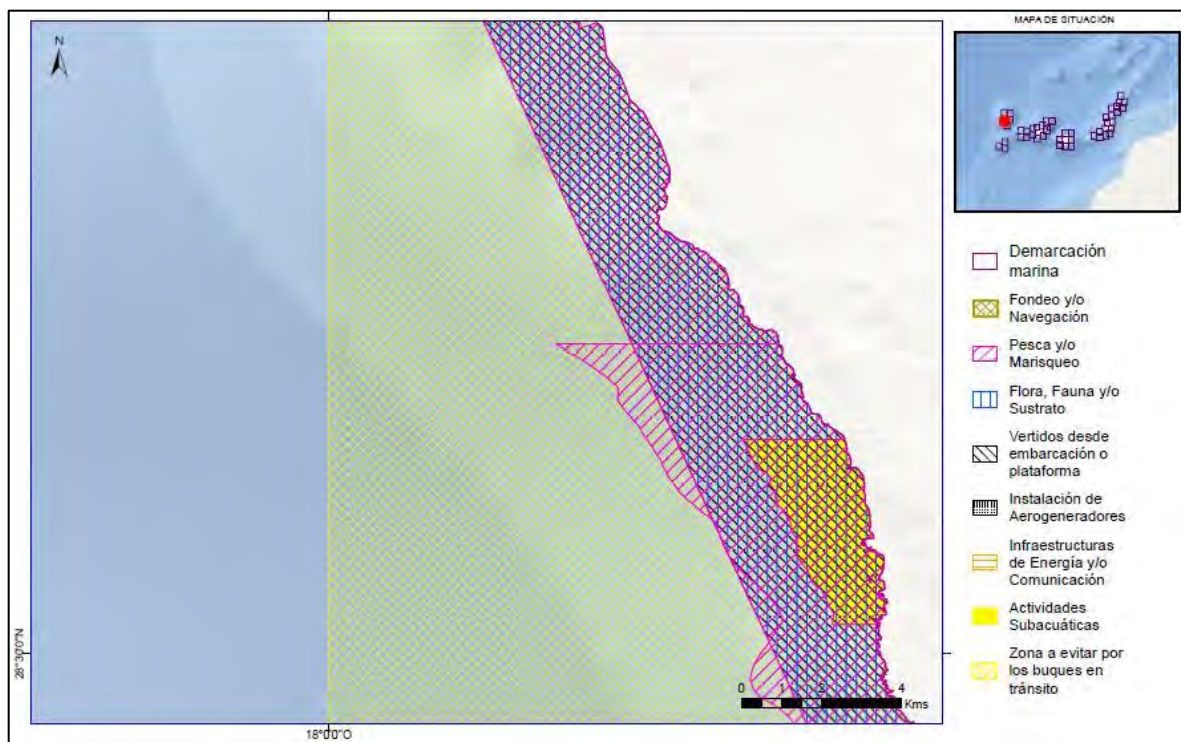 MAPA DE SITUACIÓN
N
Demarcación
marina
Fondeo y/o
Navegación
Pesca y/o
Marisqueo
Flora, Fauna y/o
Sustrato
Vertidos desde
embarcación o
plataforma
Instalación de
Aerogeneradores
Infraestructuras
de Energía y/o
Comunicación
Actividades
Subacuáticas
Zona a evitar por
los buques en
tránsito
28°30'0"N
0 1 2 4
Kms
18°0'0"O